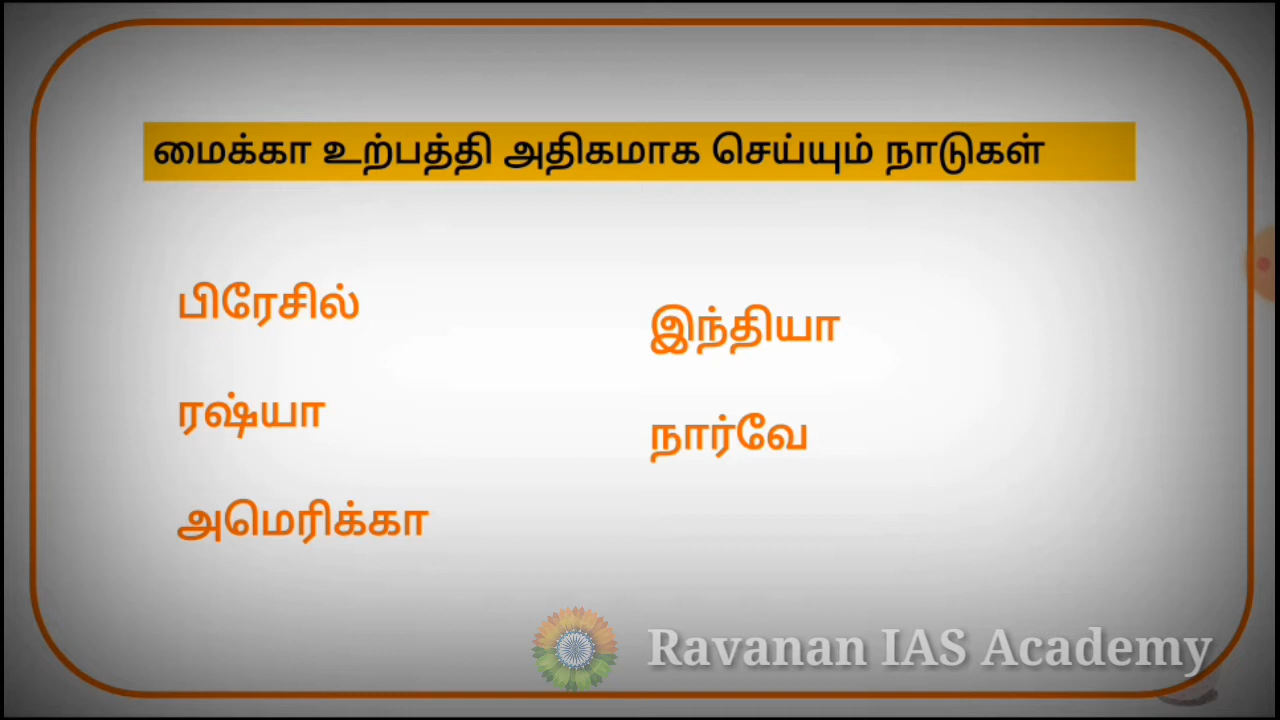 மைக்கா உற்பத்தி அதிகமாக செய்யும் நாடுகள்
பிரேசில்
ரஷ்யா
அமெரிக்கா
இந்தியா
நார்வே
Ravanan IAS Academy